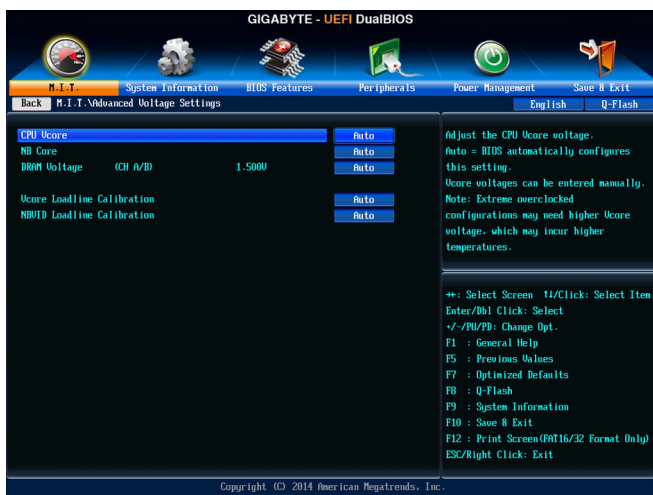 GIGABYTE - UEFI DualBIOS
M.I.T. System Information BIOS Features Peripherals Power Management Save & Exit
Back M.I.T.\Advanced Voltage Settings English Q-Flash
CPU Vcore Auto
NB Core Auto
DRAM Voltage (CH A/B) 1.500V Auto
Vcore Loadline Calibration Auto
NBVID Loadline Calibration Auto
Adjust the CPU Vcore voltage.
Auto = BIOS automatically configures
this setting.
Vcore voltages can be entered manually.
Note: Extreme overclocked
configurations may need higher Vcore
voltage, which may incur higher
temperatures.
→←: Select Screen ↑↓/Click: Select Item
Enter/Dbl Click: Select
+/-/PU/PD: Change Opt.
F1 : General Help
F5 : Previous Values
F7 : Optimized Defaults
F8 : Q-Flash
F9 : System Information
F10 : Save & Exit
F12 : Print Screen(FAT16/32 Format Only)
ESC/Right Click: Exit
Copyright (C) 2014 American Megatrends, Inc.